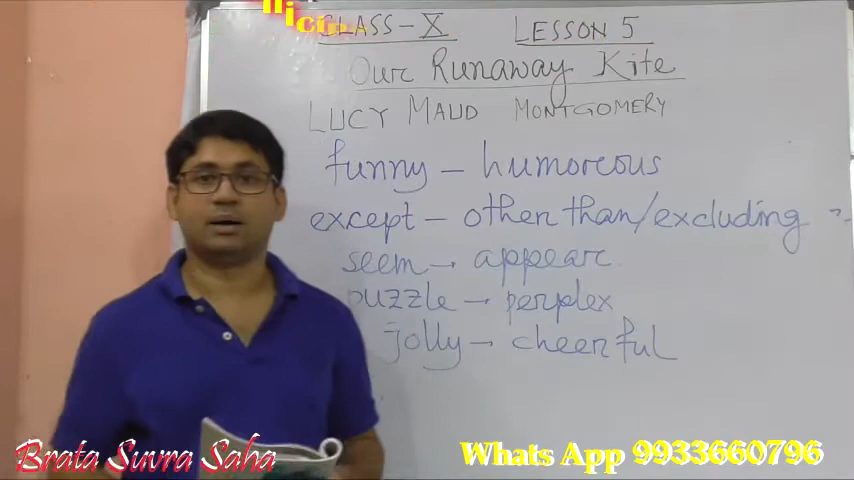 CLASS-X LESSON 5
Our Runaway Kite
LUCY MAUD MONTGOMERY
funny - humoreous
except - other than/excluding
seem → appear
puzzle → perplex
jolly → cheerful
Brata Suvra Saha
Whats App 9933660796